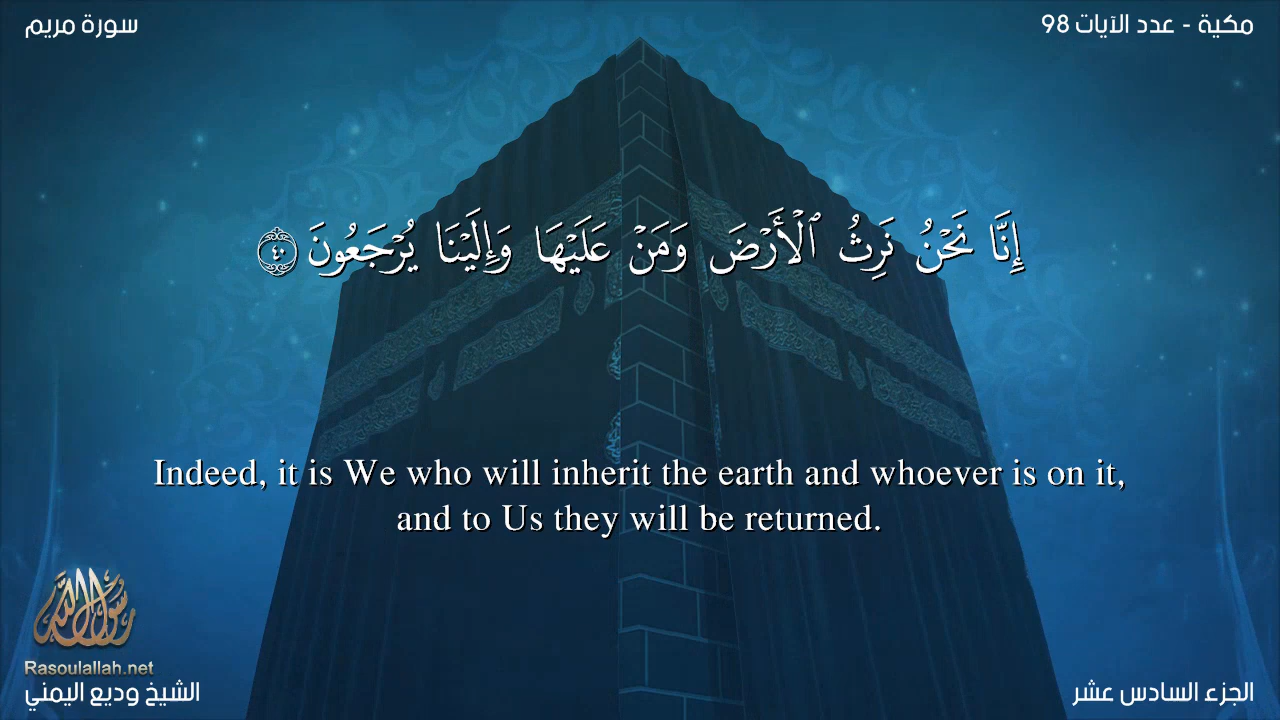 سورة مريم
مكية - عدد الآيات 98
إِنَّا نَحْنُ نَرِثُ ٱلْأَرْضَ وَمَنْ عَلَيْهَا وَإِلَيْنَا يُرْجَعُونَ ٤٠
Indeed, it is We who will inherit the earth and whoever is on it,
and to Us they will be returned.
رسول الله
Rasoulallah.net
الشيخ وديع اليمني
الجزء السادس عشر